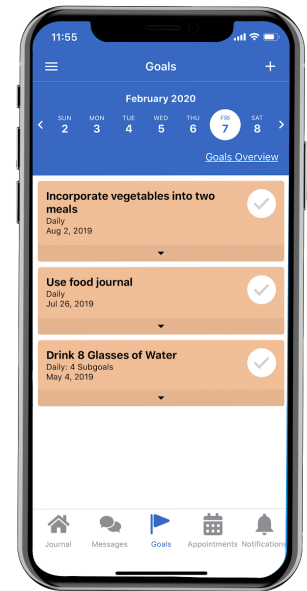 11:55
Goals
+
February 2020
SUN MON TUE WED THU FRI SAT
2 3 4 5 6 7 8
Goals Overview
Incorporate vegetables into two
meals
Daily
Aug 2, 2019
Use food journal
Daily
Jul 26, 2019
Drink 8 Glasses of Water
Daily: 4 Subgoals
May 4, 2019
Journal Messages Goals Appointments Notifications